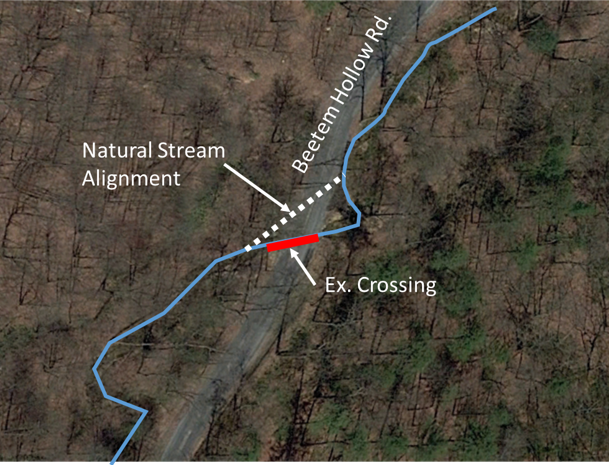 Beetem Hollow Rd.
Natural Stream
Alignment
Ex. Crossing